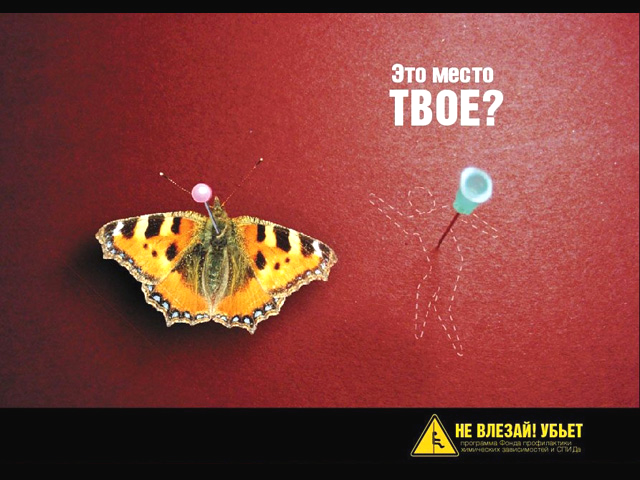 Это место
ТВОЕ?
НЕ ВЛЕЗАЙ! УБЬЕТ
программа Фонда профилактики
химических зависимостей и СПИДа